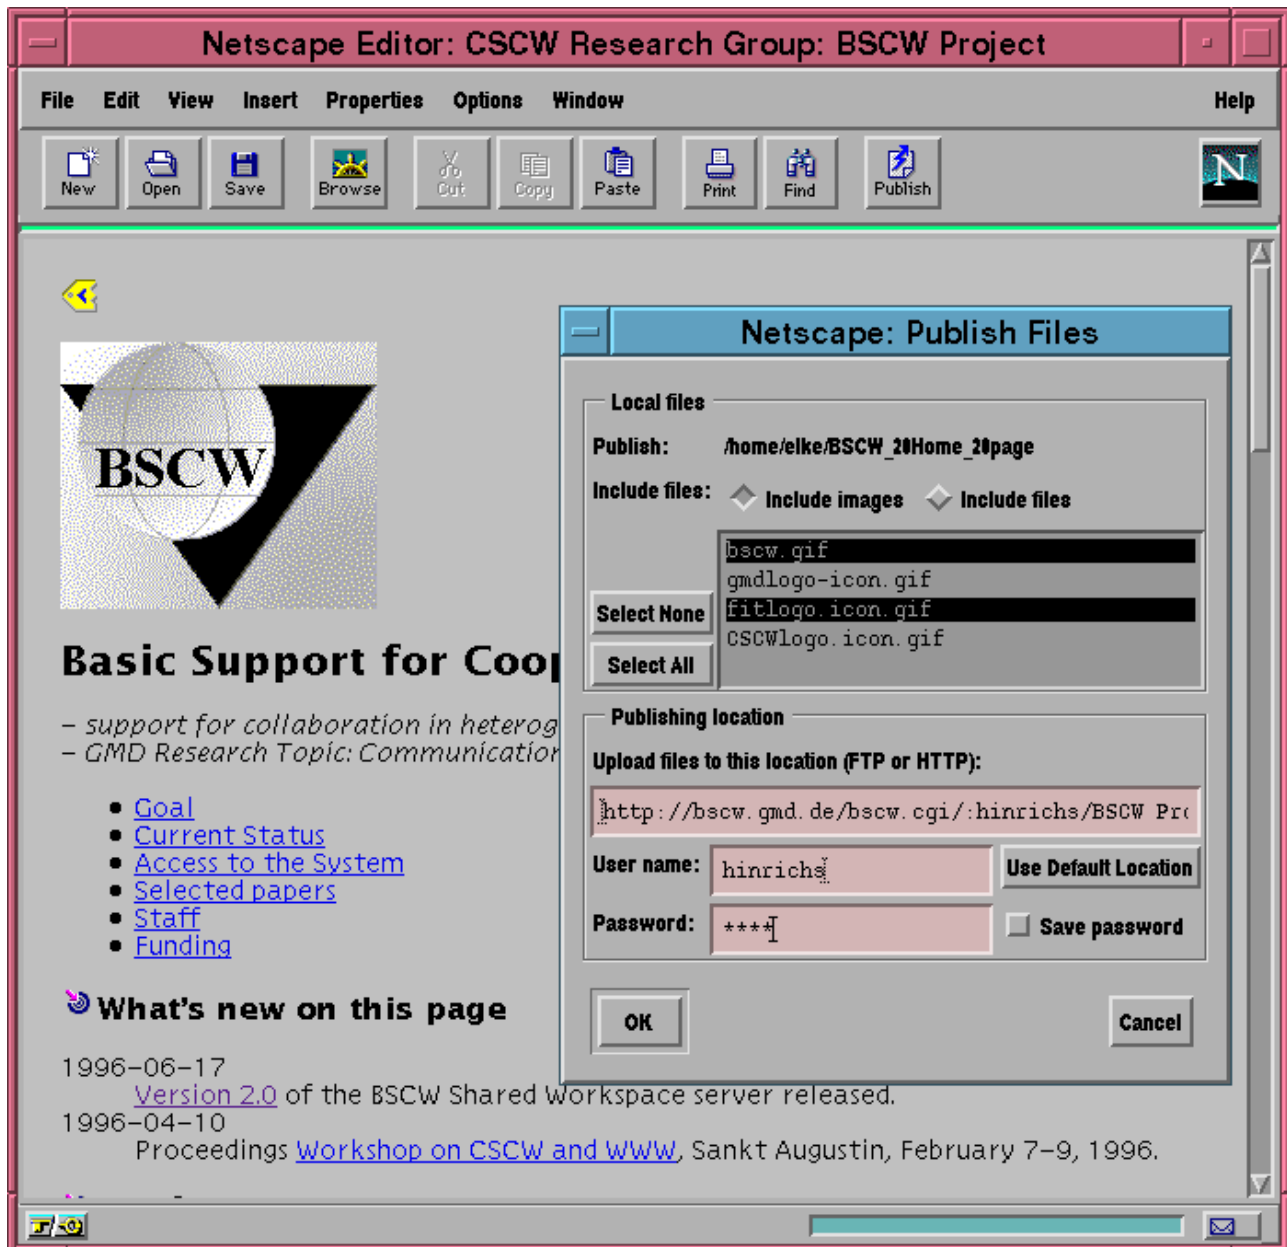 Netscape Editor: CSCW Research Group: BSCW Project
File Edit View Insert Properties Options Window Help
New Open Save Browse Cut Copy Paste Print Find Publish
N
BSCW
Basic Support for Coop
– support for collaboration in heterog
– GMD Research Topic: Communication
Goal
Current Status
Access to the System
Selected papers
Staff
Funding
What's new on this page
1996–06–17
Version 2.0 of the BSCW Shared Workspace server released.
1996–04–10
Proceedings Workshop on CSCW and WWW, Sankt Augustin, February 7–9, 1996.
Netscape: Publish Files
Local files
Publish: /home/elke/BSCW_20Home_20page
Include files: Include images Include files
bscw.gif
gmdlogo-icon.gif
Select None
fitlogo.icon.gif
CSCWlogo.icon.gif
Select All
Publishing location
Upload files to this location (FTP or HTTP):
http://bscw.gmd.de/bscw.cgi/:hinrichs/BSCW Pro
User name: hinrichs Use Default Location
Password: **** Save password
OK Cancel